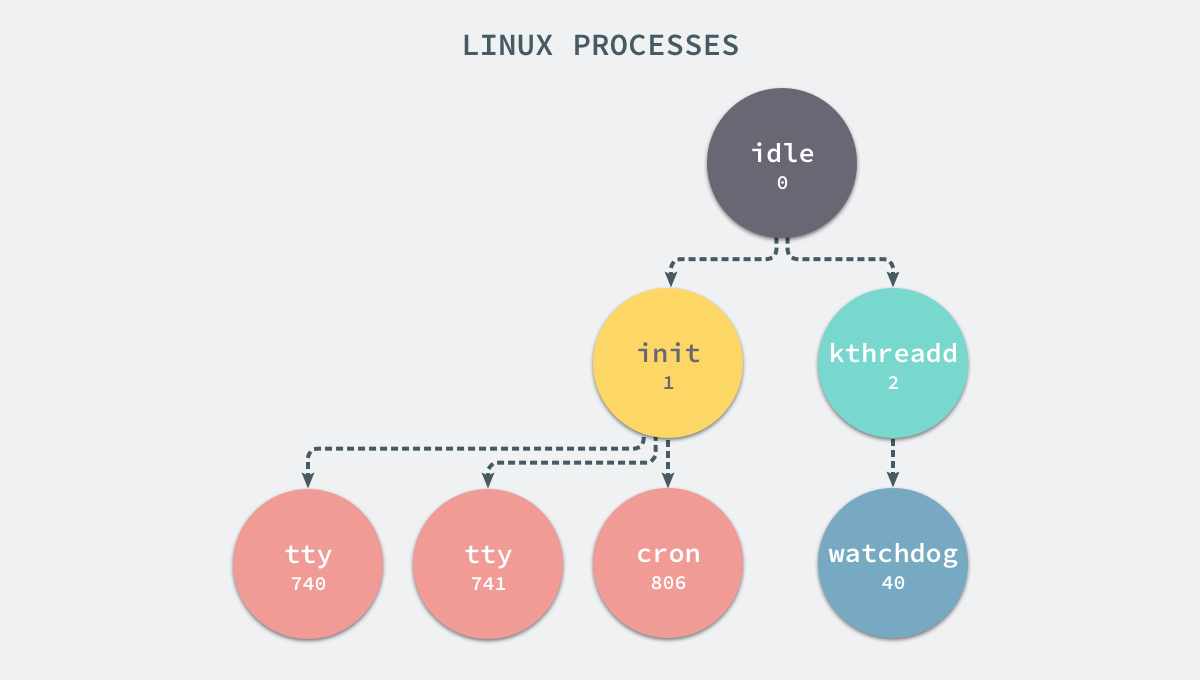 LINUX PROCESSES
idle
0
init
1
kthreadd
2
tty
740
tty
741
cron
806
watchdog
40